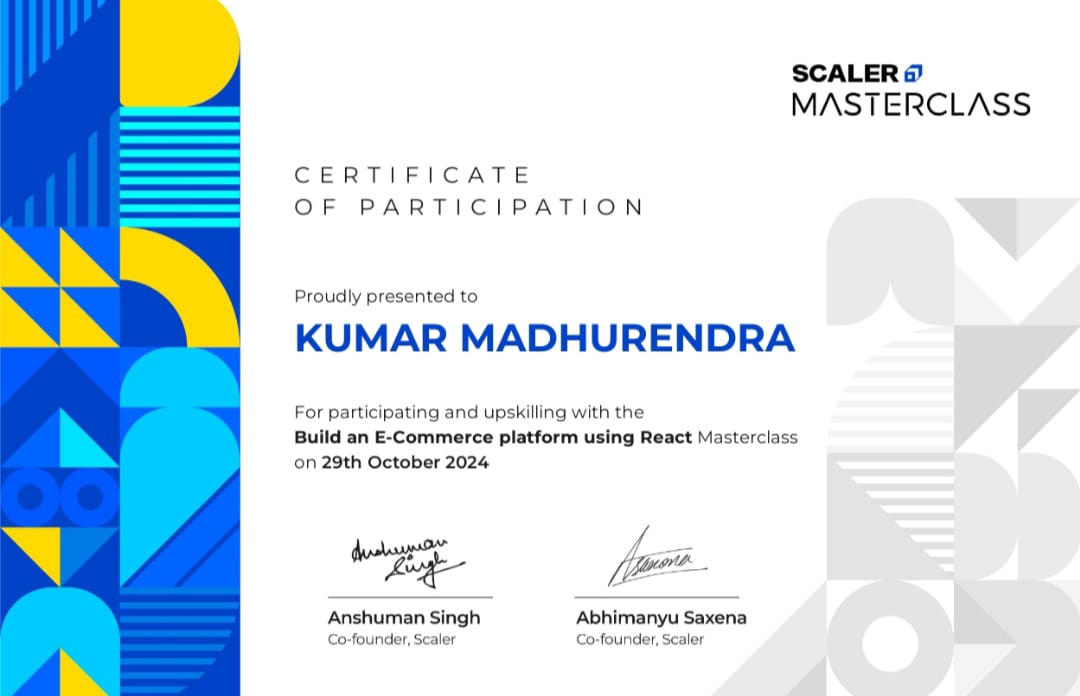 SCALER
MASTERCLASS
CERTIFICATE
OF PARTICIPATION
Proudly presented to
KUMAR MADHURENDRA
For participating and upskilling with the
Build an E-Commerce platform using React Masterclass
on 29th October 2024
Anshuman Singh
Asaxena
Anshuman Singh
Co-founder, Scaler
Abhimanyu Saxena
Co-founder, Scaler